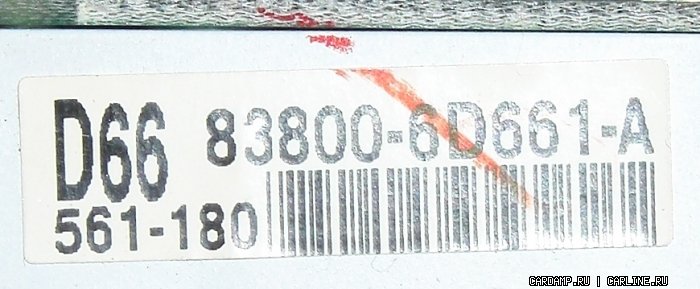 D66 83800-6D661-A
561-180
CARDAMP.RU | CARLINE.RU